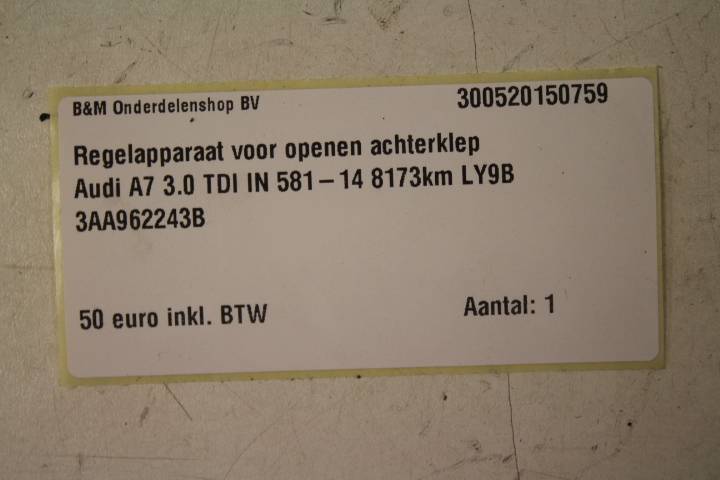 B&M Onderdelenshop BV 300520150759
Regelapparaat voor openen achterklep
Audi A7 3.0 TDI IN 581-14 8173km LY9B
3AA962243B
50 euro inkl. BTW Aantal: 1